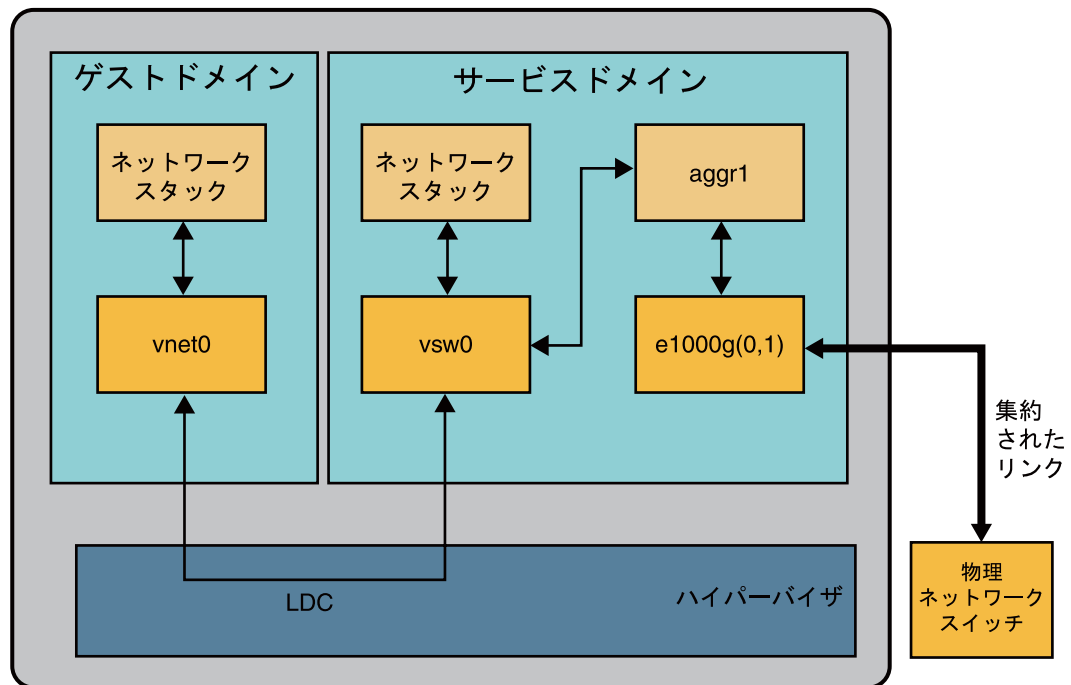 ゲストドメイン
サービスドメイン
ネットワーク
スタック
ネットワーク
スタック
aggr1
vnet0
vsw0
e1000g(0,1)
集約
された
リンク
LDC
ハイパーバイザ
物理
ネットワーク
スイッチ